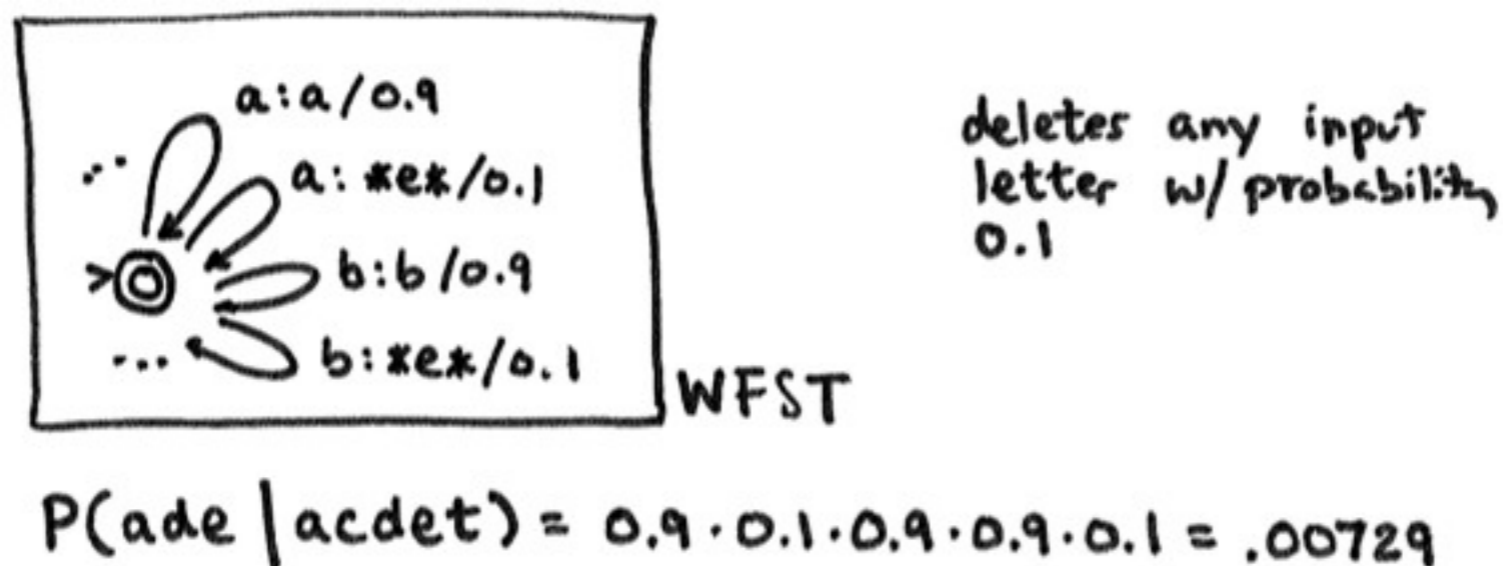 a:a/0.9
...
a:*e*/0.1
>
b:b/0.9
...
b:*e*/0.1
WFST
deletes any input
letter w/ probability
0.1
P(ade | acdet) = 0.9 · 0.1 · 0.9 · 0.9 · 0.1 = .00729